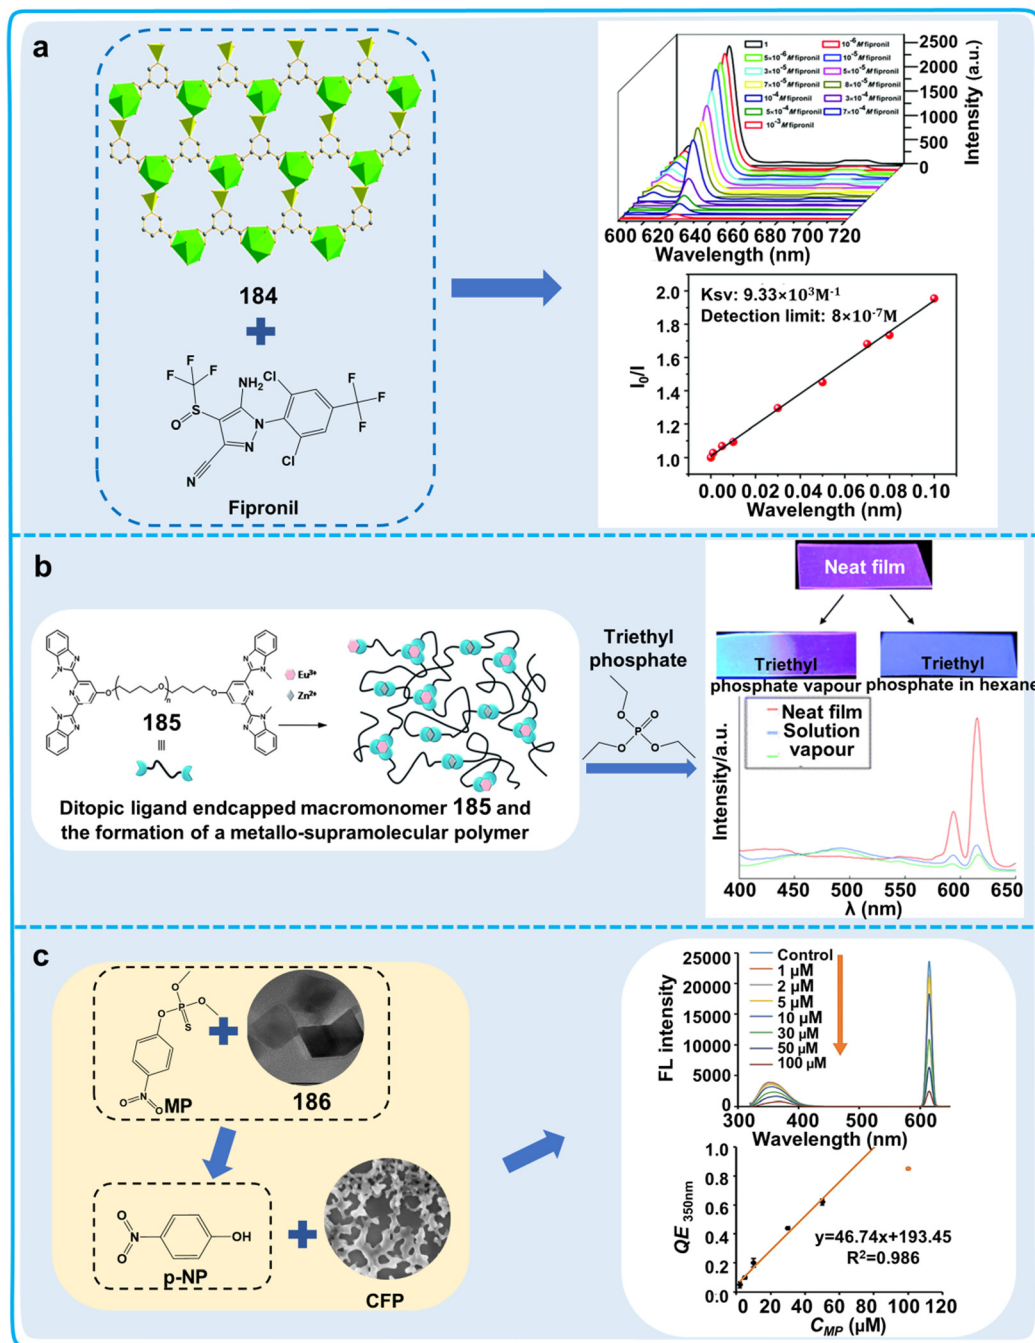 a
184
F
F
F
S
O
NH₂
Cl
F
F
F
N
N
Cl
N
Fipronil
1
10⁻⁶ M fipronil
5×10⁻⁶ M fipronil
10⁻⁵ M fipronil
3×10⁻⁵ M fipronil
5×10⁻⁵ M fipronil
7×10⁻⁵ M fipronil
8×10⁻⁵ M fipronil
10⁻⁴ M fipronil
3×10⁻⁴ M fipronil
5×10⁻⁴ M fipronil
7×10⁻⁴ M fipronil
10⁻³ M fipronil
2500
2000
1500
1000
500
0
Intensity (a.u.)
600 620 640 660 680 700 720
Wavelength (nm)
Ksv: 9.33×10³M⁻¹
Detection limit: 8×10⁻⁷M
2.0
1.8
1.6
1.4
1.2
1.0
I₀/I
0.00 0.02 0.04 0.06 0.08 0.10
Wavelength (nm)
b
N
N
N
N
N
O
O
n
O
N
N
N
N
N
185
Eu³⁺
Zn²⁺
Ditopic ligand endcapped macromonomer 185 and
the formation of a metallo-supramolecular polymer
Triethyl
phosphate
O
O
P
O
O
Neat film
Triethyl
phosphate vapour
Triethyl
phosphate in hexane
Neat film
Solution
vapour
Intensity/a.u.
400 450 500 550 600 650
λ (nm)
c
O
O
P
O
S
N
O
O
MP
186
O
N
O
OH
p-NP
CFP
Control
1 µM
2 µM
5 µM
10 µM
30 µM
50 µM
100 µM
25000
20000
15000
10000
5000
0
FL intensity
300 400 500 600
Wavelength (nm)
1.0
0.8
0.6
0.4
0.2
0.0
QE 350nm
y=46.74x+193.45
R²=0.986
0 20 40 60 80 100 120
C_MP (µM)